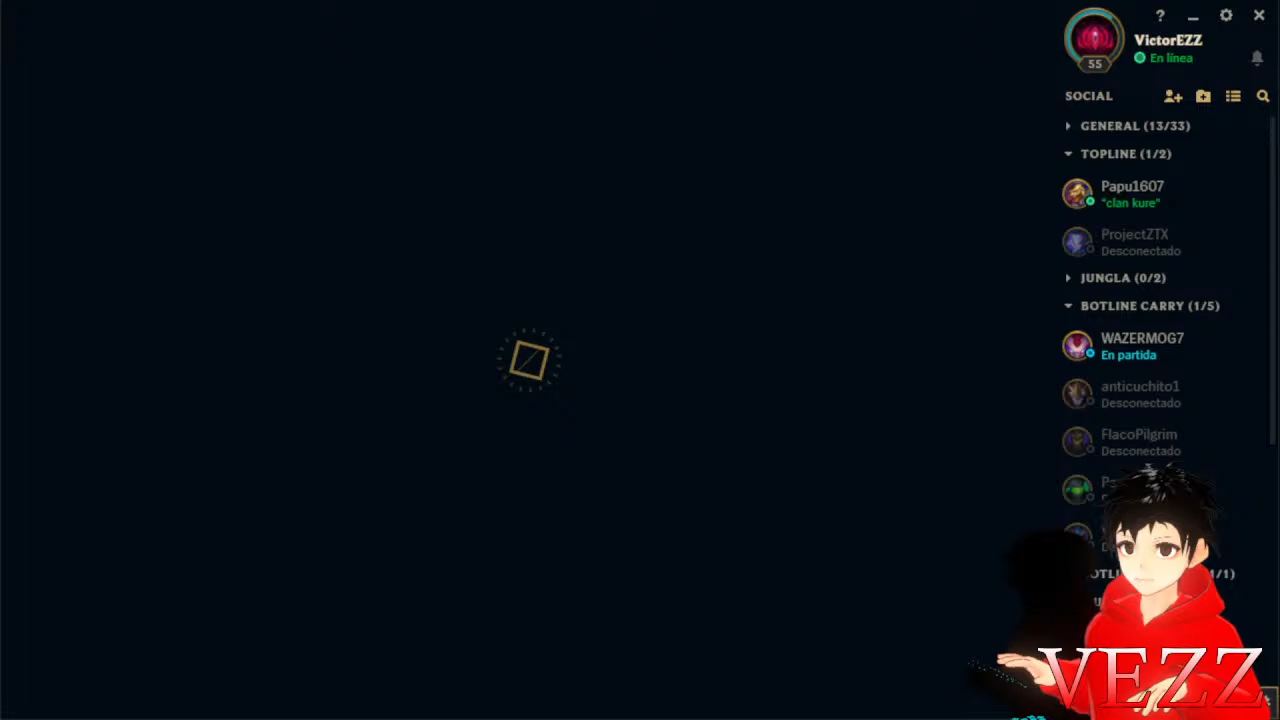 ?
VictorEZZ
55
En línea
SOCIAL
GENERAL (13/33)
TOPLINE (1/2)
Papu1607
"clan kure"
ProjectZTX
Desconectado
JUNGLA (0/2)
BOTLINE CARRY (1/5)
WAZERMOG7
En partida
anticuchito1
Desconectado
FlacoPilgrim
Desconectado
VEZZ